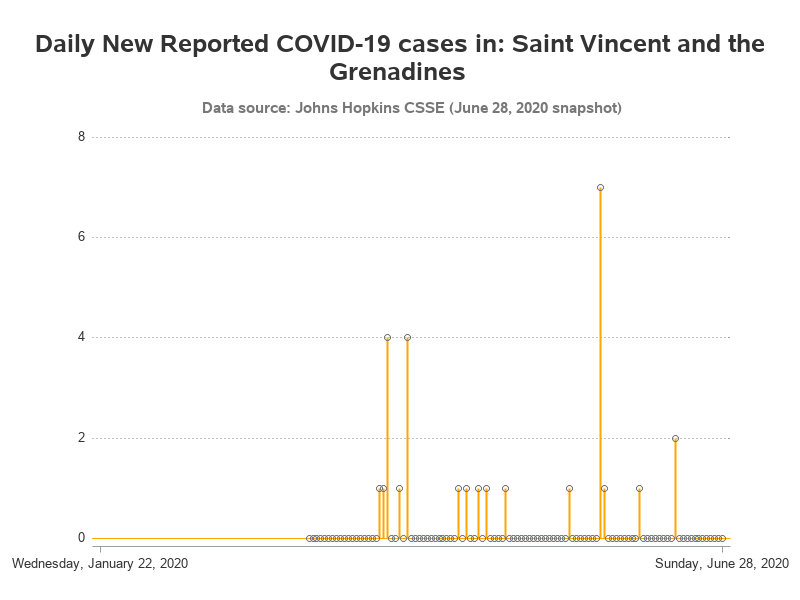 Daily New Reported COVID-19 cases in: Saint Vincent and the
Grenadines
Data source: Johns Hopkins CSSE (June 28, 2020 snapshot)
8
6
4
2
0
Wednesday, January 22, 2020
Sunday, June 28, 2020